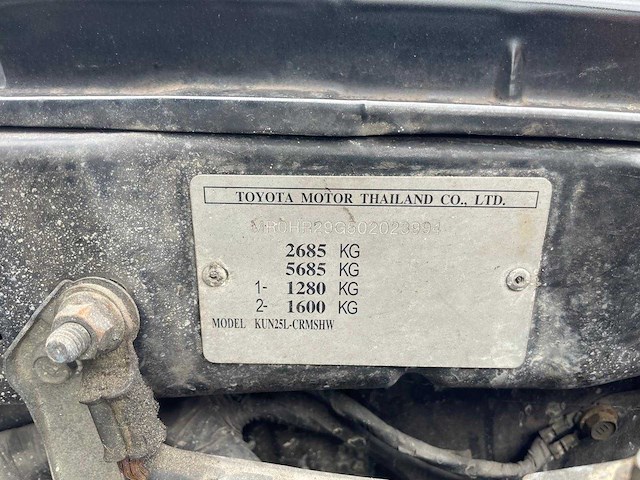 TOYOTA MOTOR THAILAND CO., LTD.
2685 KG
5685 KG
1- 1280 KG
2- 1600 KG
MODEL KUN25L-CRMSHW